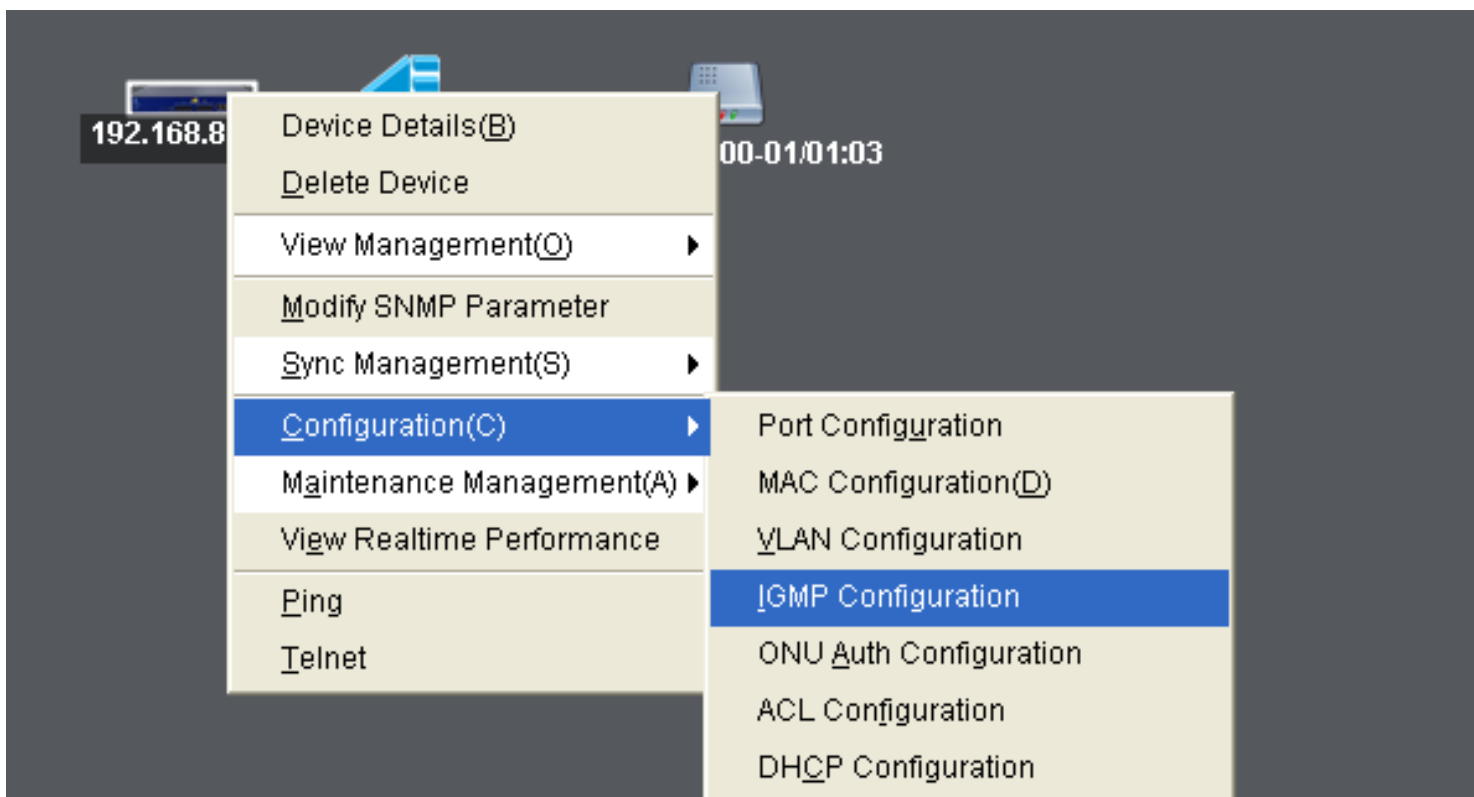 192.168.8
00-01/01:03
Device Details(B)
Delete Device
View Management(O)
Modify SNMP Parameter
Sync Management(S)
Configuration(C)
Maintenance Management(A)
View Realtime Performance
Ping
Telnet
Port Configuration
MAC Configuration(D)
VLAN Configuration
IGMP Configuration
ONU Auth Configuration
ACL Configuration
DHCP Configuration